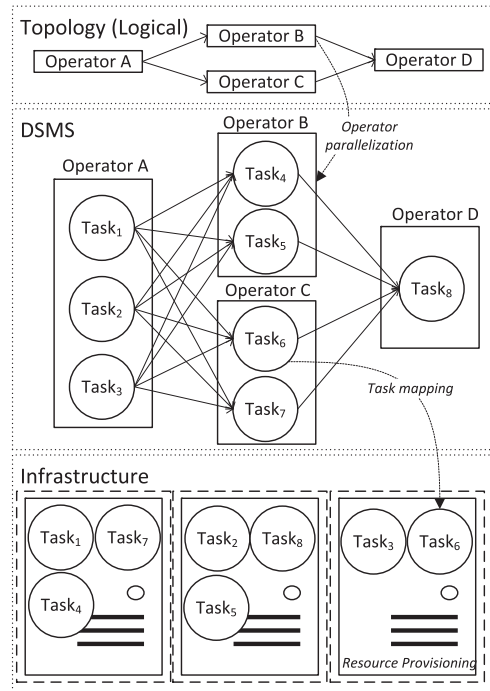 Topology (Logical)
Operator B
Operator A
Operator D
Operator C
DSMS
Operator B
Operator parallelization
Operator A
Task4
Task1
Operator D
Task5
Task2
Operator C
Task8
Task6
Task3
Task7
Task mapping
Infrastructure
Task1
Task7
Task4
Task2
Task8
Task5
Task3
Task6
Resource Provisioning